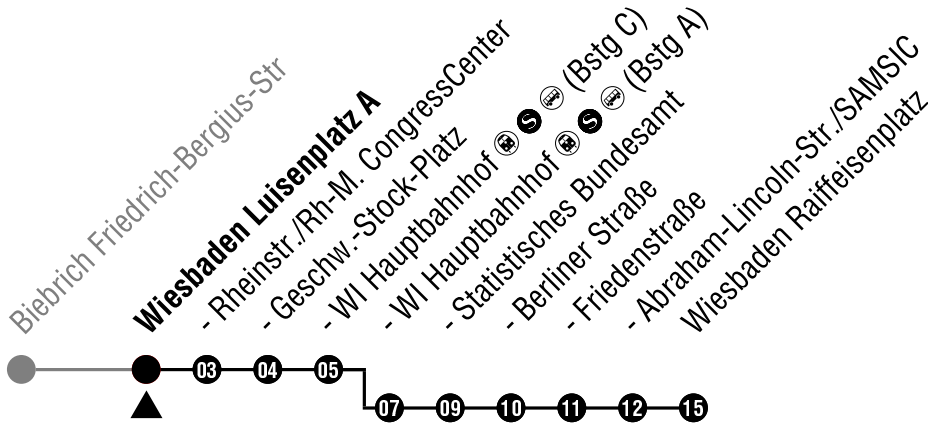 Biebrich Friedrich-Bergius-Str
Wiesbaden Luisenplatz A
- Rheinstr./Rh-M. CongressCenter
- Geschw.-Stock-Platz
- WI Hauptbahnhof S (Bstg C)
- WI Hauptbahnhof S (Bstg A)
- Statistisches Bundesamt
- Berliner Straße
- Friedenstraße
- Abraham-Lincoln-Str./SAMSIC
Wiesbaden Raiffeisenplatz
03 04 05
07 09 10 11 12 15